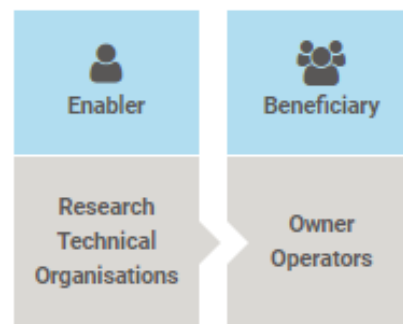 Enabler
Beneficiary
Research
Technical
Organisations
Owner
Operators